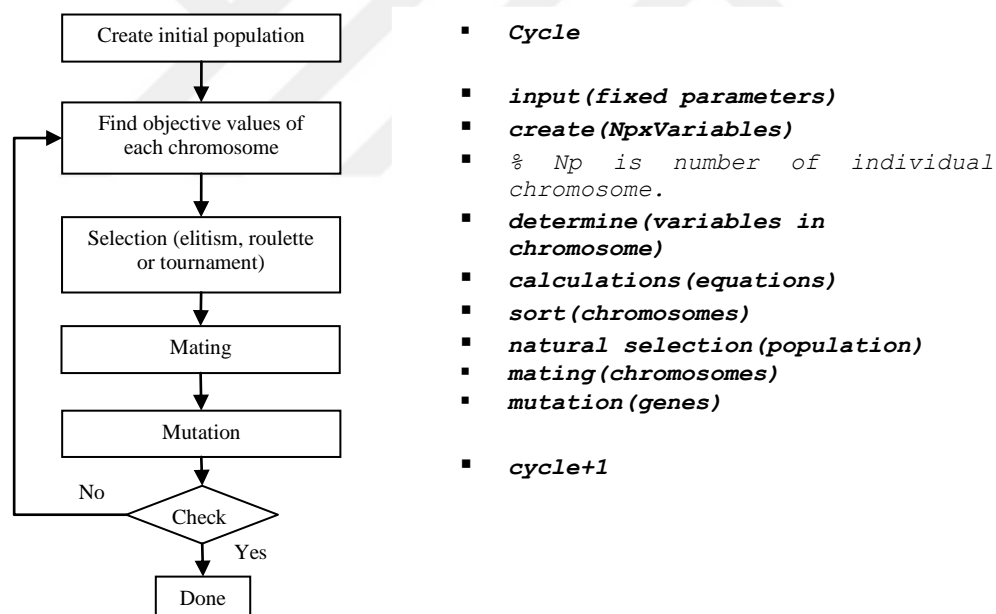 Create initial population
Find objective values of
each chromosome
Selection (elitism, roulette
or tournament)
Mating
Mutation
No
Check
Yes
Done
▪ Cycle
▪ input(fixed parameters)
▪ create(NpxVariables)
▪ % Np is number of individual
chromosome.
▪ determine(variables in
chromosome)
▪ calculations(equations)
▪ sort(chromosomes)
▪ natural selection(population)
▪ mating(chromosomes)
▪ mutation(genes)
▪ cycle+1